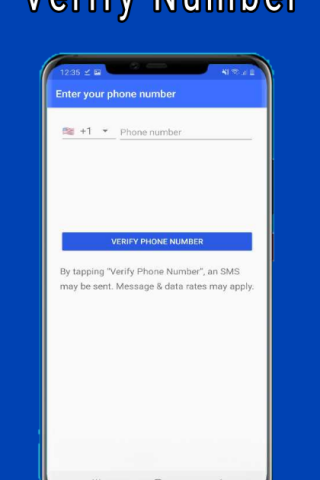 Verify Number
12:35
Enter your phone number
+1 Phone number
VERIFY PHONE NUMBER
By tapping "Verify Phone Number", an SMS
may be sent. Message & data rates may apply.